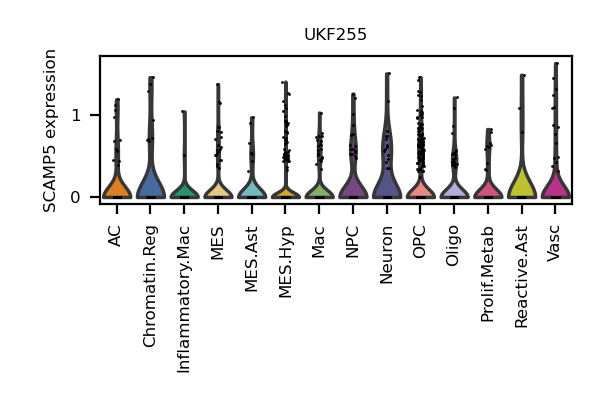 UKF255
SCAMP5 expression
1
0
AC
Chromatin.Reg
Inflammatory.Mac
MES
MES.Ast
MES.Hyp
Mac
NPC
Neuron
OPC
Oligo
Prolif.Metab
Reactive.Ast
Vasc